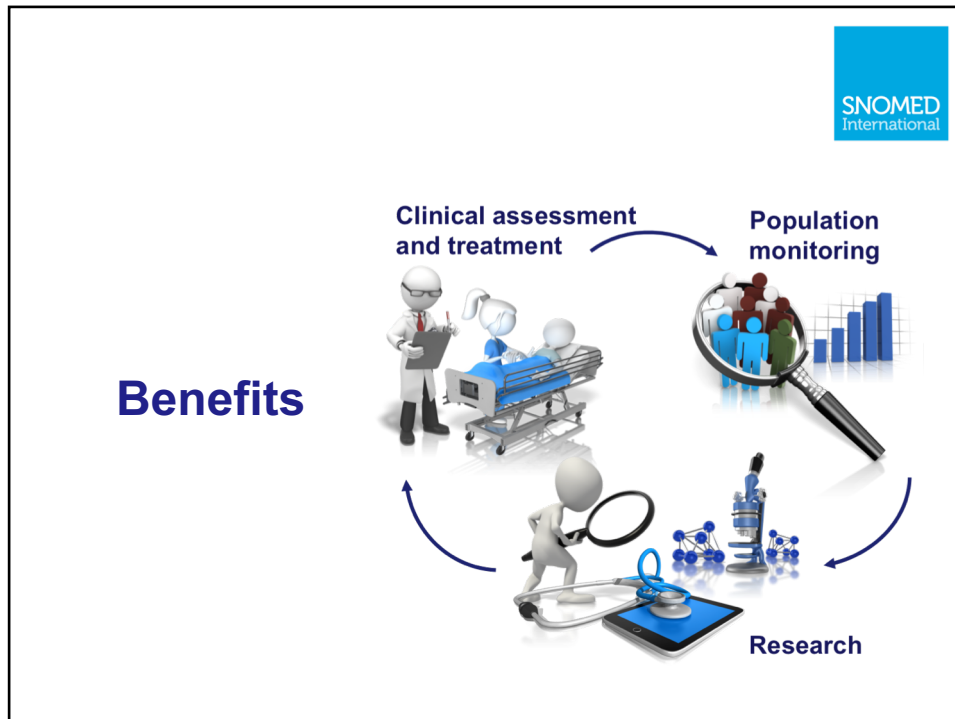 SNOMED
International
Clinical assessment
and treatment
Population
monitoring
Benefits
Research